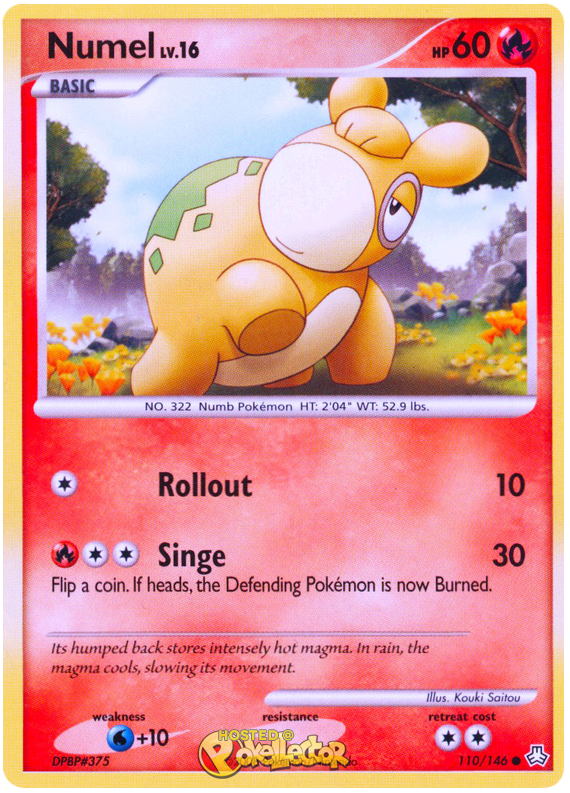 Numel LV.16
HP 60
BASIC
NO. 322 Numb Pokémon HT: 2'04" WT: 52.9 lbs.
Rollout 10
Singe 30
Flip a coin. If heads, the Defending Pokémon is now Burned.
Its humped back stores intensely hot magma. In rain, the
magma cools, slowing its movement.
Illus. Kouki Saitou
weakness resistance retreat cost
+10
HOSTED @
Pokellector
DPBP#375
110/146